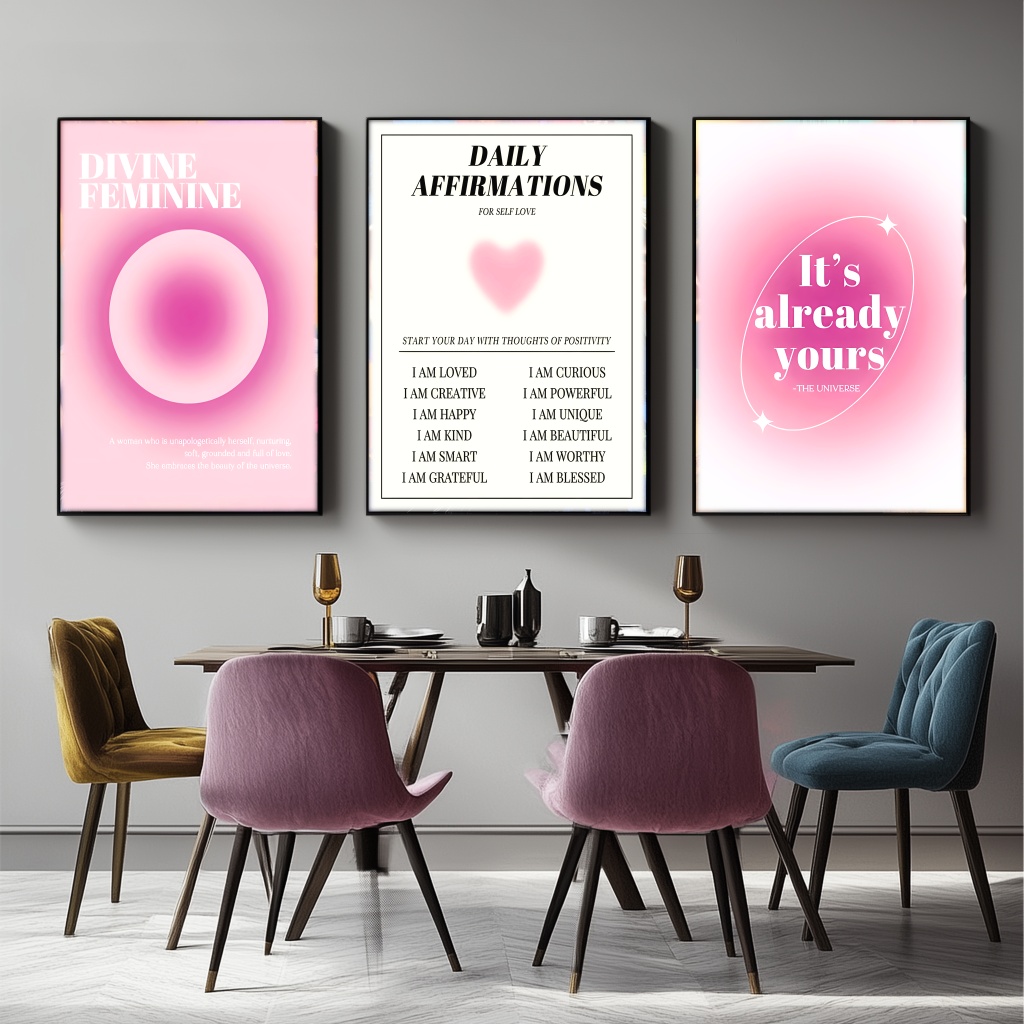 DIVINE
FEMININE
A women who is unapologetically herself; nurturing,
soft, grounded and full of love.
She embraces the beauty of the universe.
DAILY
AFFIRMATIONS
FOR SELF LOVE
START YOUR DAY WITH THOUGHTS OF POSITIVITY
I AM LOVED
I AM CREATIVE
I AM HAPPY
I AM KIND
I AM SMART
I AM GRATEFUL
I AM CURIOUS
I AM POWERFUL
I AM UNIQUE
I AM BEAUTIFUL
I AM WORTHY
I AM BLESSED
It's
already
yours
-THE UNIVERSE